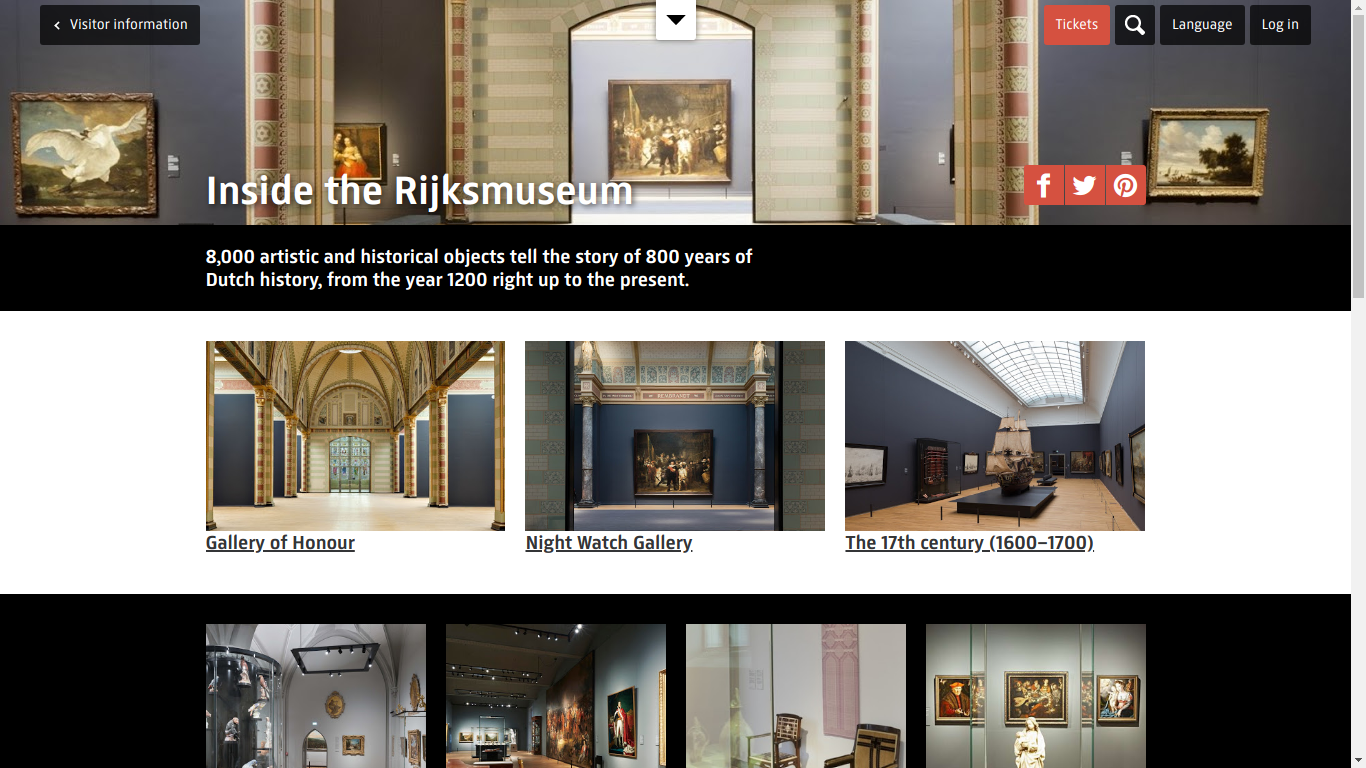 Visitor information
Tickets
Language
Log in
Inside the Rijksmuseum
8,000 artistic and historical objects tell the story of 800 years of
Dutch history, from the year 1200 right up to the present.
REMBRANDT
Gallery of Honour
Night Watch Gallery
The 17th century (1600–1700)